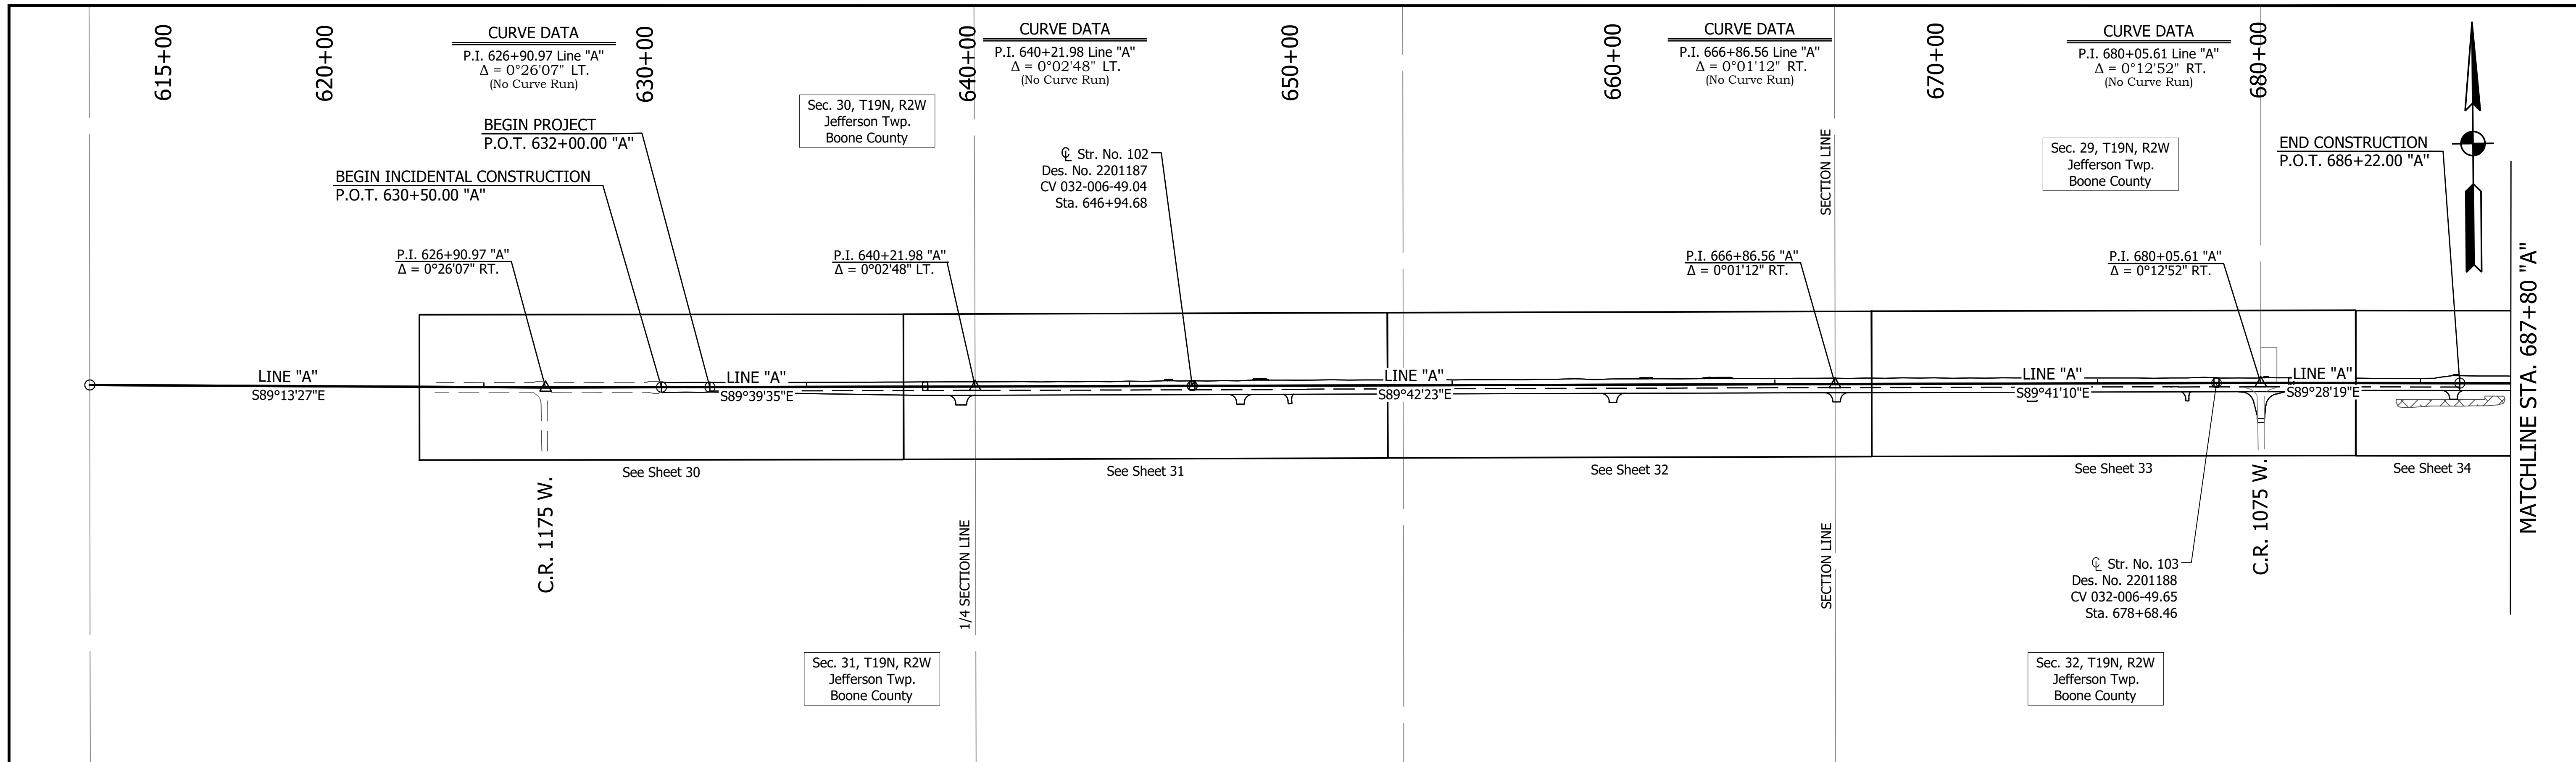 615+00
620+00
630+00
640+00
650+00
660+00
670+00
680+00
CURVE DATA
P.I. 626+90.97 Line "A"
Δ = 0°26'07" LT.
(No Curve Run)
CURVE DATA
P.I. 640+21.98 Line "A"
Δ = 0°02'48" LT.
(No Curve Run)
CURVE DATA
P.I. 666+86.56 Line "A"
Δ = 0°01'12" RT.
(No Curve Run)
CURVE DATA
P.I. 680+05.61 Line "A"
Δ = 0°12'52" RT.
(No Curve Run)
Sec. 30, T19N, R2W
Jefferson Twp.
Boone County
BEGIN PROJECT
P.O.T. 632+00.00 "A"
BEGIN INCIDENTAL CONSTRUCTION
P.O.T. 630+50.00 "A"
℄ Str. No. 102
Des. No. 2201187
CV 032-006-49.04
Sta. 646+94.68
SECTION LINE
Sec. 29, T19N, R2W
Jefferson Twp.
Boone County
END CONSTRUCTION
P.O.T. 686+22.00 "A"
P.I. 626+90.97 "A"
Δ = 0°26'07" RT.
P.I. 640+21.98 "A"
Δ = 0°02'48" LT.
P.I. 666+86.56 "A"
Δ = 0°01'12" RT.
P.I. 680+05.61 "A"
Δ = 0°12'52" RT.
MATCHLINE STA. 687+80 "A"
LINE "A"
S89°13'27"E
LINE "A"
S89°39'35"E
LINE "A"
S89°42'23"E
LINE "A"
S89°41'10"E
LINE "A"
S89°28'19"E
See Sheet 30
See Sheet 31
See Sheet 32
See Sheet 33
See Sheet 34
C.R. 1175 W.
1/4 SECTION LINE
SECTION LINE
C.R. 1075 W.
℄ Str. No. 103
Des. No. 2201188
CV 032-006-49.65
Sta. 678+68.46
Sec. 31, T19N, R2W
Jefferson Twp.
Boone County
Sec. 32, T19N, R2W
Jefferson Twp.
Boone County